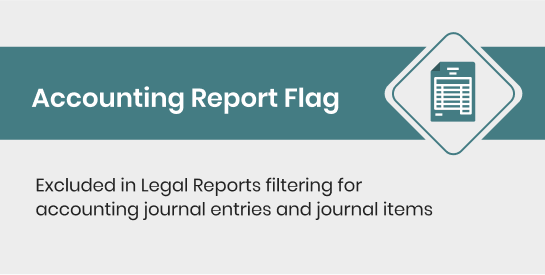 Accounting Report Flag
Excluded in Legal Reports filtering for
accounting journal entries and journal items